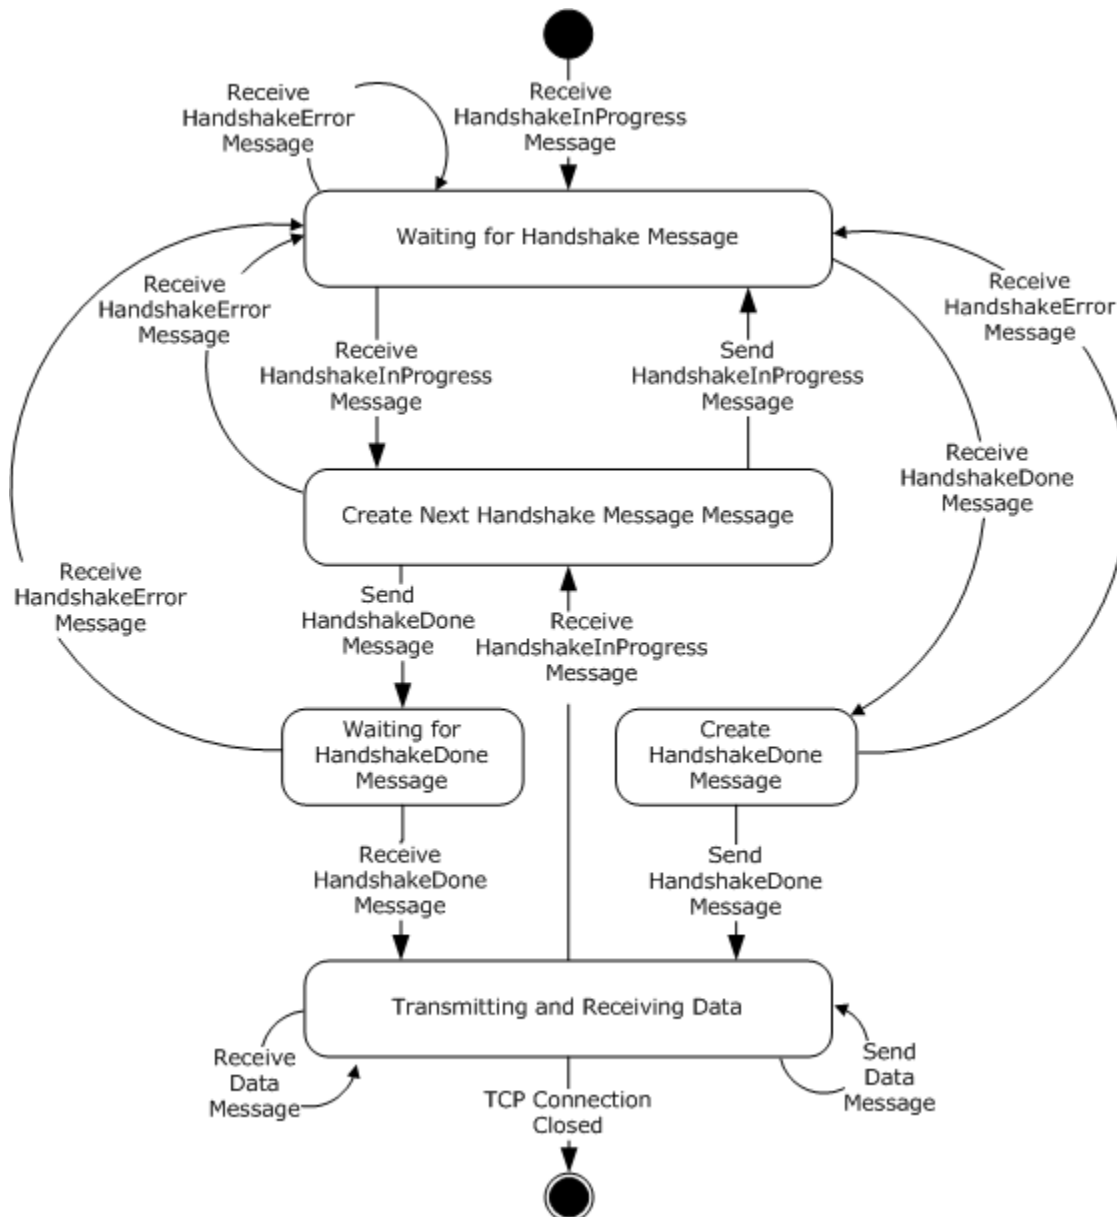 Receive
HandshakeError
Message
Receive
HandshakeInProgress
Message
Waiting for Handshake Message
Receive
HandshakeError
Message
Receive
HandshakeError
Message
Receive
HandshakeInProgress
Message
Send
HandshakeInProgress
Message
Receive
HandshakeDone
Message
Create Next Handshake Message Message
Receive
HandshakeError
Message
Send
HandshakeDone
Message
Receive
HandshakeInProgress
Message
Waiting for
HandshakeDone
Message
Create
HandshakeDone
Message
Receive
HandshakeDone
Message
Send
HandshakeDone
Message
Transmitting and Receiving Data
Receive
Data
Message
Send
Data
Message
TCP Connection
Closed